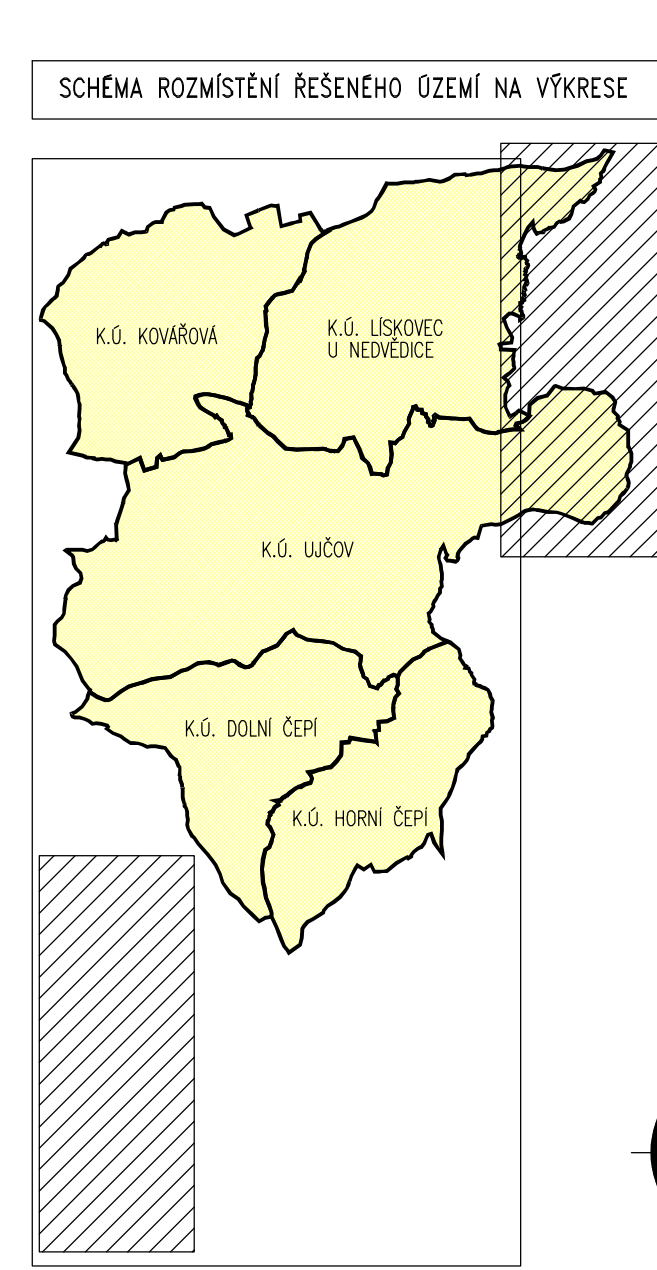 SCHÉMA ROZMÍSTĚNÍ ŘEŠENÉHO ÚZEMÍ NA VÝKRESE
K.Ú. KOVÁŘOVÁ
K.Ú. LÍSKOVEC
U NEDVĚDICE
K.Ú. UJČOV
K.Ú. DOLNÍ ČEPÍ
K.Ú. HORNÍ ČEPÍ